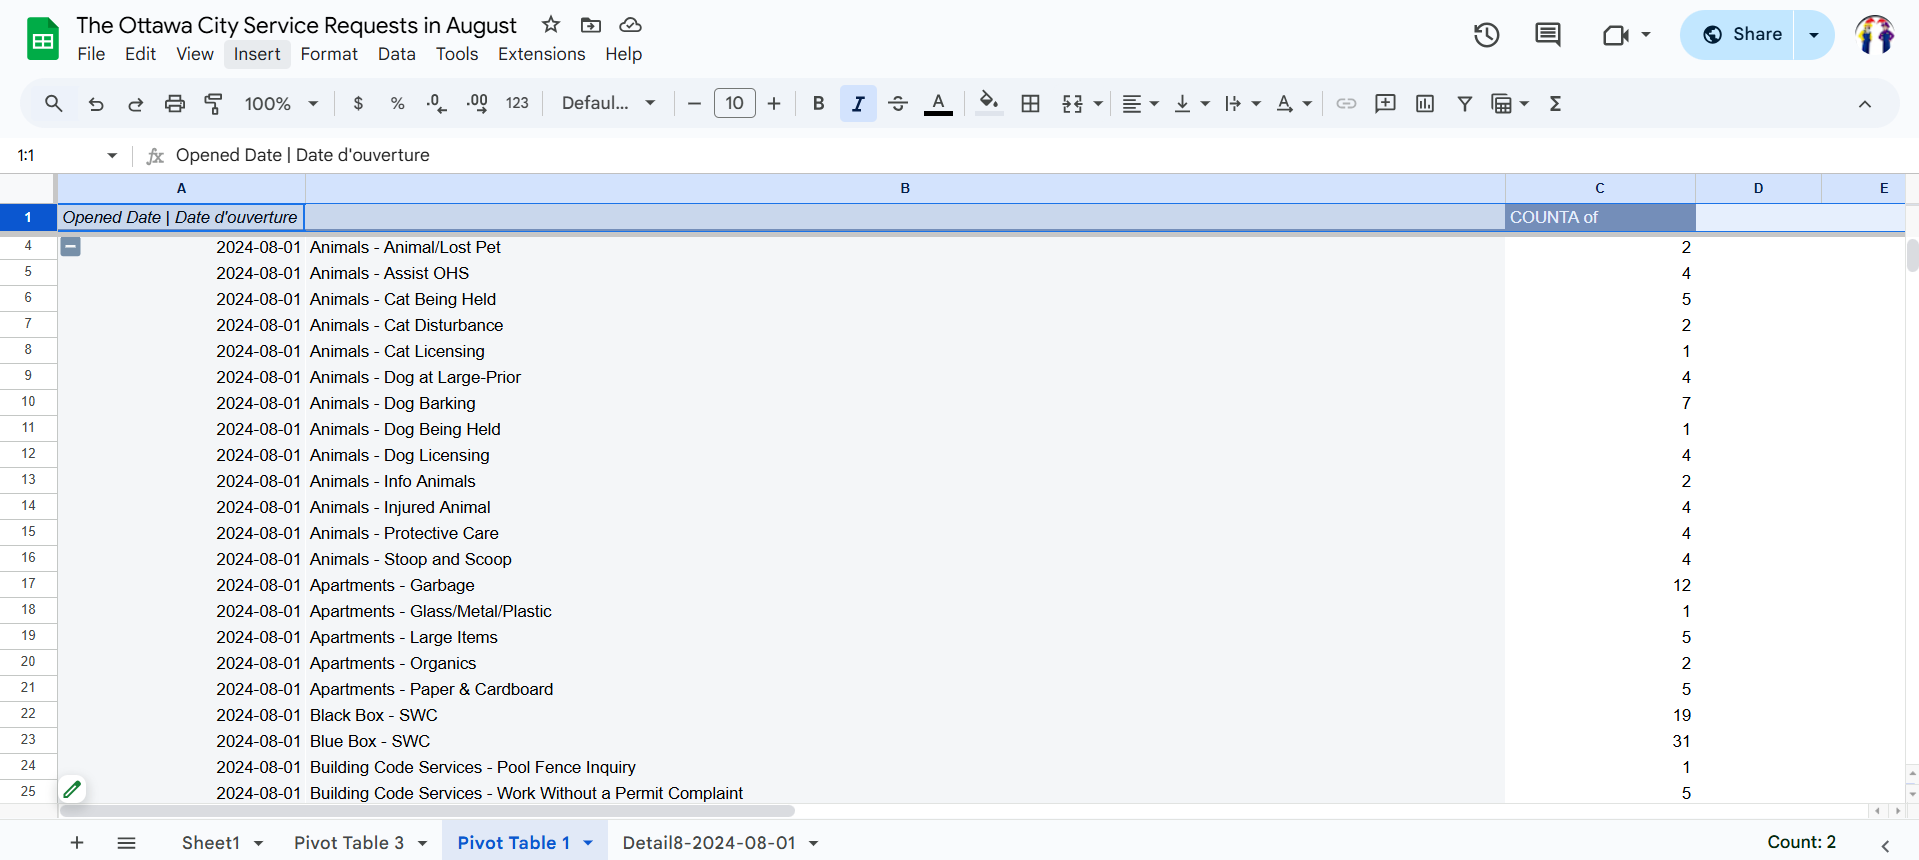 The Ottawa City Service Requests in August
File Edit View Insert Format Data Tools Extensions Help
Share
100% $ % .0 .00 123 Defaul... 10 B I A
1:1 fx Opened Date | Date d'ouverture
A B C D E
1 Opened Date | Date d'ouverture COUNTA of
4 2024-08-01 Animals - Animal/Lost Pet 2
5 2024-08-01 Animals - Assist OHS 4
6 2024-08-01 Animals - Cat Being Held 5
7 2024-08-01 Animals - Cat Disturbance 2
8 2024-08-01 Animals - Cat Licensing 1
9 2024-08-01 Animals - Dog at Large-Prior 4
10 2024-08-01 Animals - Dog Barking 7
11 2024-08-01 Animals - Dog Being Held 1
12 2024-08-01 Animals - Dog Licensing 4
13 2024-08-01 Animals - Info Animals 2
14 2024-08-01 Animals - Injured Animal 4
15 2024-08-01 Animals - Protective Care 4
16 2024-08-01 Animals - Stoop and Scoop 4
17 2024-08-01 Apartments - Garbage 12
18 2024-08-01 Apartments - Glass/Metal/Plastic 1
19 2024-08-01 Apartments - Large Items 5
20 2024-08-01 Apartments - Organics 2
21 2024-08-01 Apartments - Paper & Cardboard 5
22 2024-08-01 Black Box - SWC 19
23 2024-08-01 Blue Box - SWC 31
24 2024-08-01 Building Code Services - Pool Fence Inquiry 1
25 2024-08-01 Building Code Services - Work Without a Permit Complaint 5
Sheet1 Pivot Table 3 Pivot Table 1 Detail8-2024-08-01 Count: 2